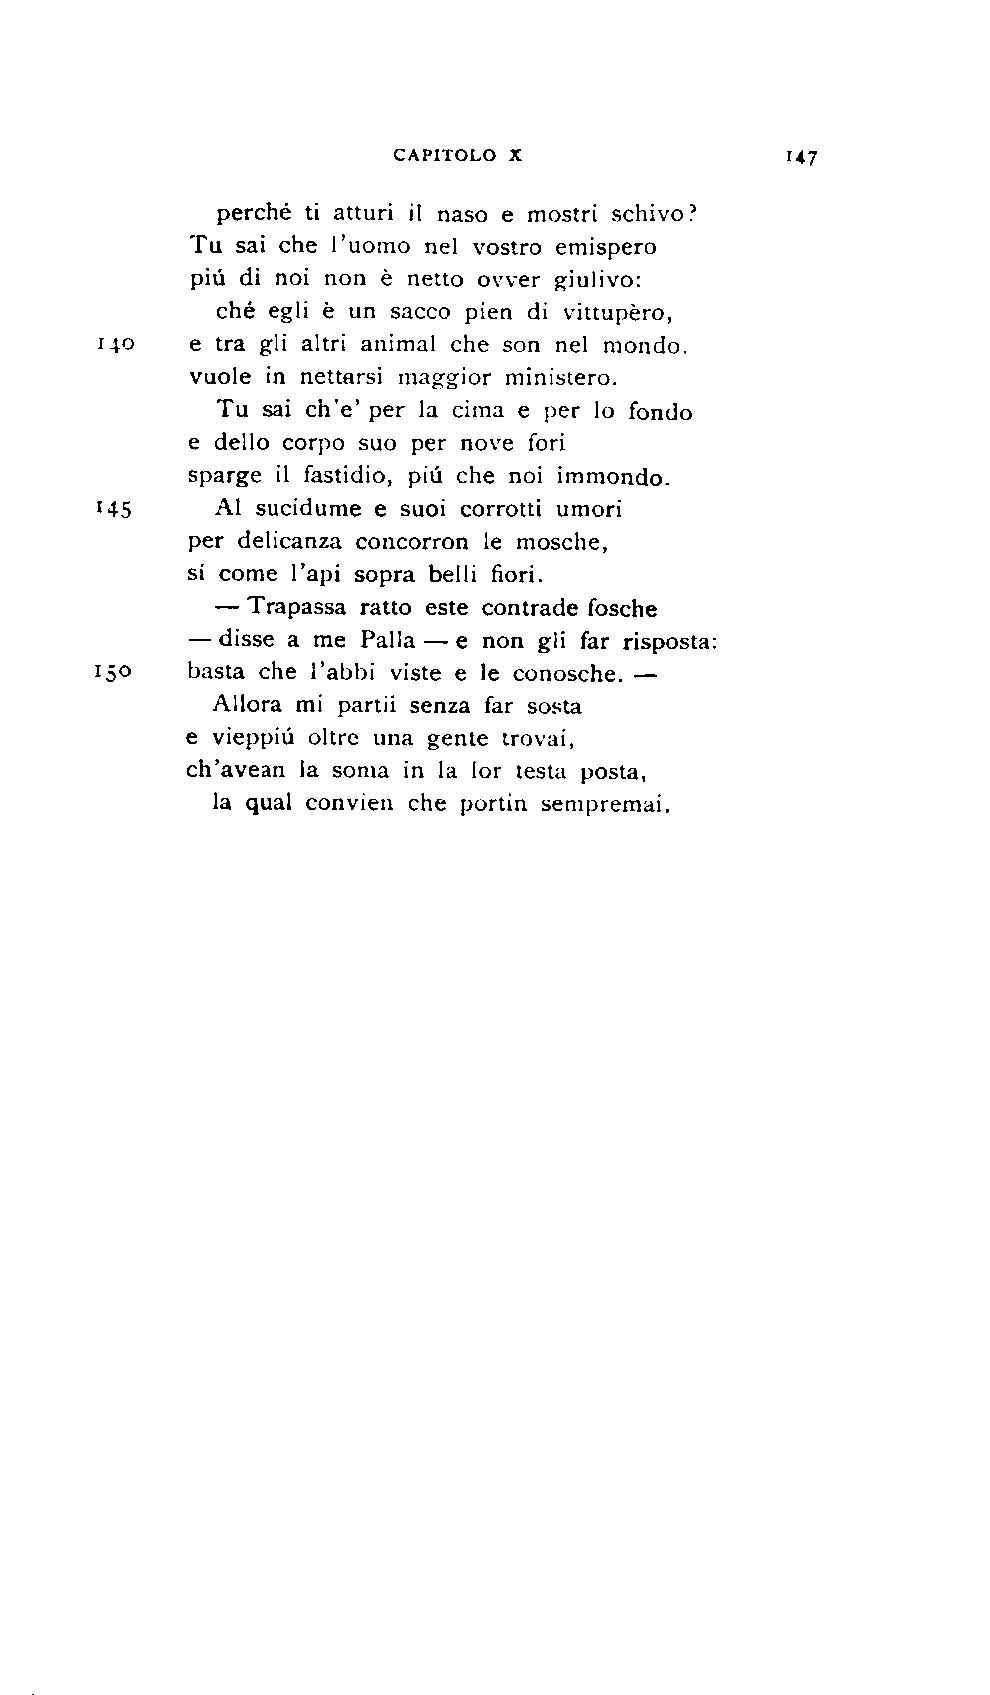 CAPITOLO X 147
perché ti atturi il naso e mostri schivo?
Tu sai che l'uomo nel vostro emispero
piú di noi non è netto ovver giulivo:
ché egli è un sacco pien di vittupèro,
140 e tra gli altri animal che son nel mondo,
vuole in nettarsi maggior ministero.
Tu sai ch'e' per la cima e per lo fondo
e dello corpo suo per nove fori
sparge il fastidio, piú che noi immondo.
145 Al sucidume e suoi corrotti umori
per delicanza concorron le mosche,
sí come l'api sopra belli fiori.
— Trapassa ratto este contrade fosche
— disse a me Palla — e non gli far risposta:
150 basta che l'abbi viste e le conosche. —
Allora mi partii senza far sosta
e vieppiú oltre una gente trovai,
ch'avean la soma in la lor testa posta,
la qual convien che portin sempremai.